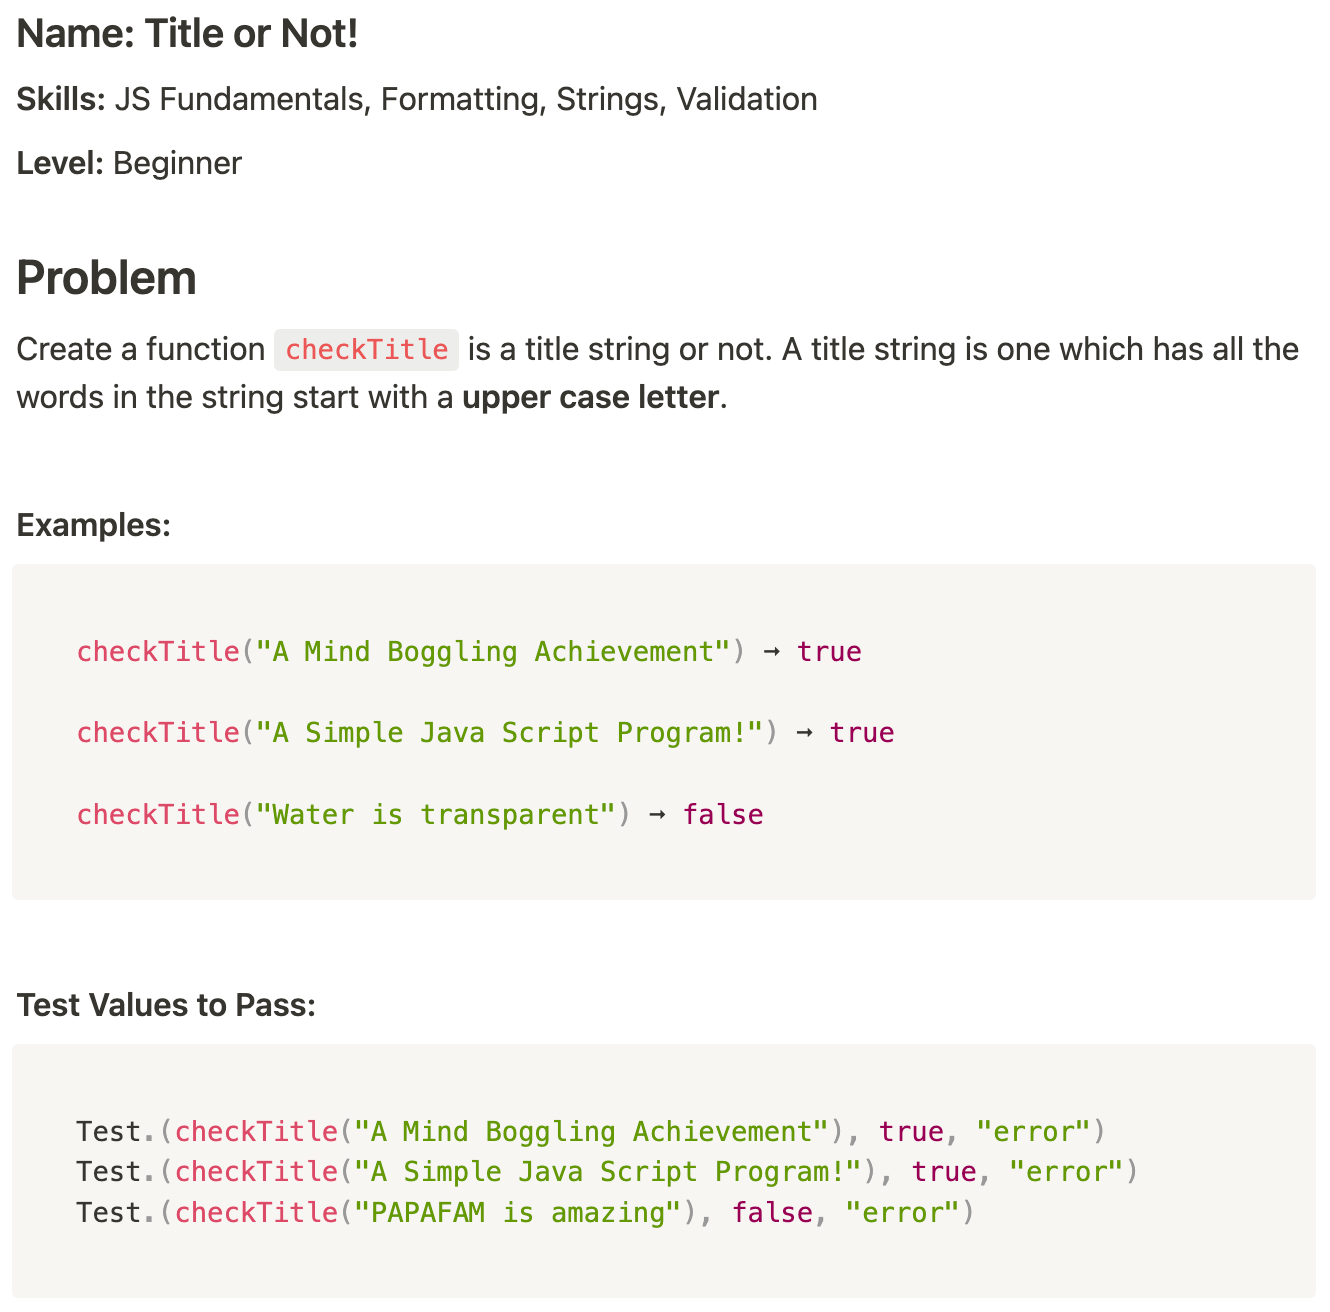 Name: Title or Not!
Skills: JS Fundamentals, Formatting, Strings, Validation
Level: Beginner
Problem
Create a function checkTitle is a title string or not. A title string is one which has all the
words in the string start with a upper case letter.
Examples:
checkTitle("A Mind Boggling Achievement") → true
checkTitle("A Simple Java Script Program!") → true
checkTitle("Water is transparent") → false
Test Values to Pass:
Test.(checkTitle("A Mind Boggling Achievement"), true, "error")
Test.(checkTitle("A Simple Java Script Program!"), true, "error")
Test.(checkTitle("PAPAFAM is amazing"), false, "error")